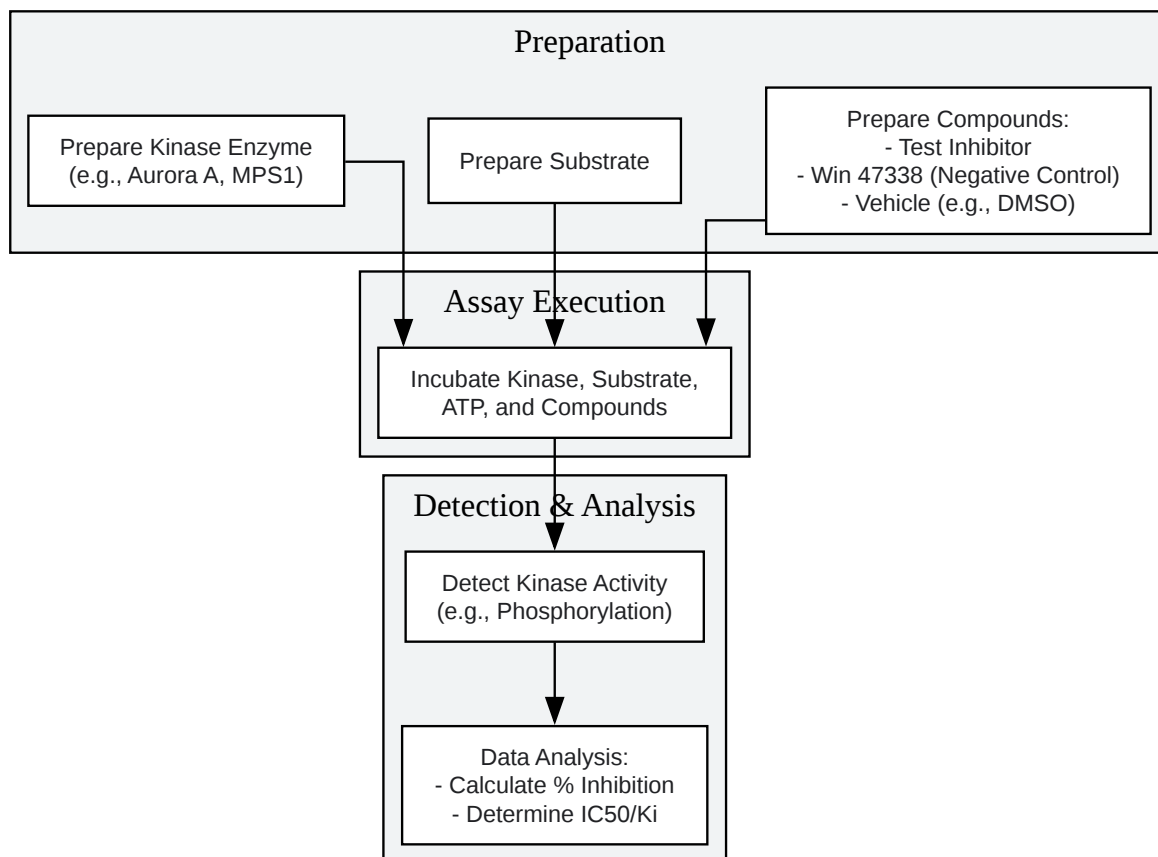 Preparation
Prepare Kinase Enzyme
(e.g., Aurora A, MPS1)
Prepare Substrate
Prepare Compounds:
- Test Inhibitor
- Win 47338 (Negative Control)
- Vehicle (e.g., DMSO)
Assay Execution
Incubate Kinase, Substrate,
ATP, and Compounds
Detection & Analysis
Detect Kinase Activity
(e.g., Phosphorylation)
Data Analysis:
- Calculate % Inhibition
- Determine IC50/Ki